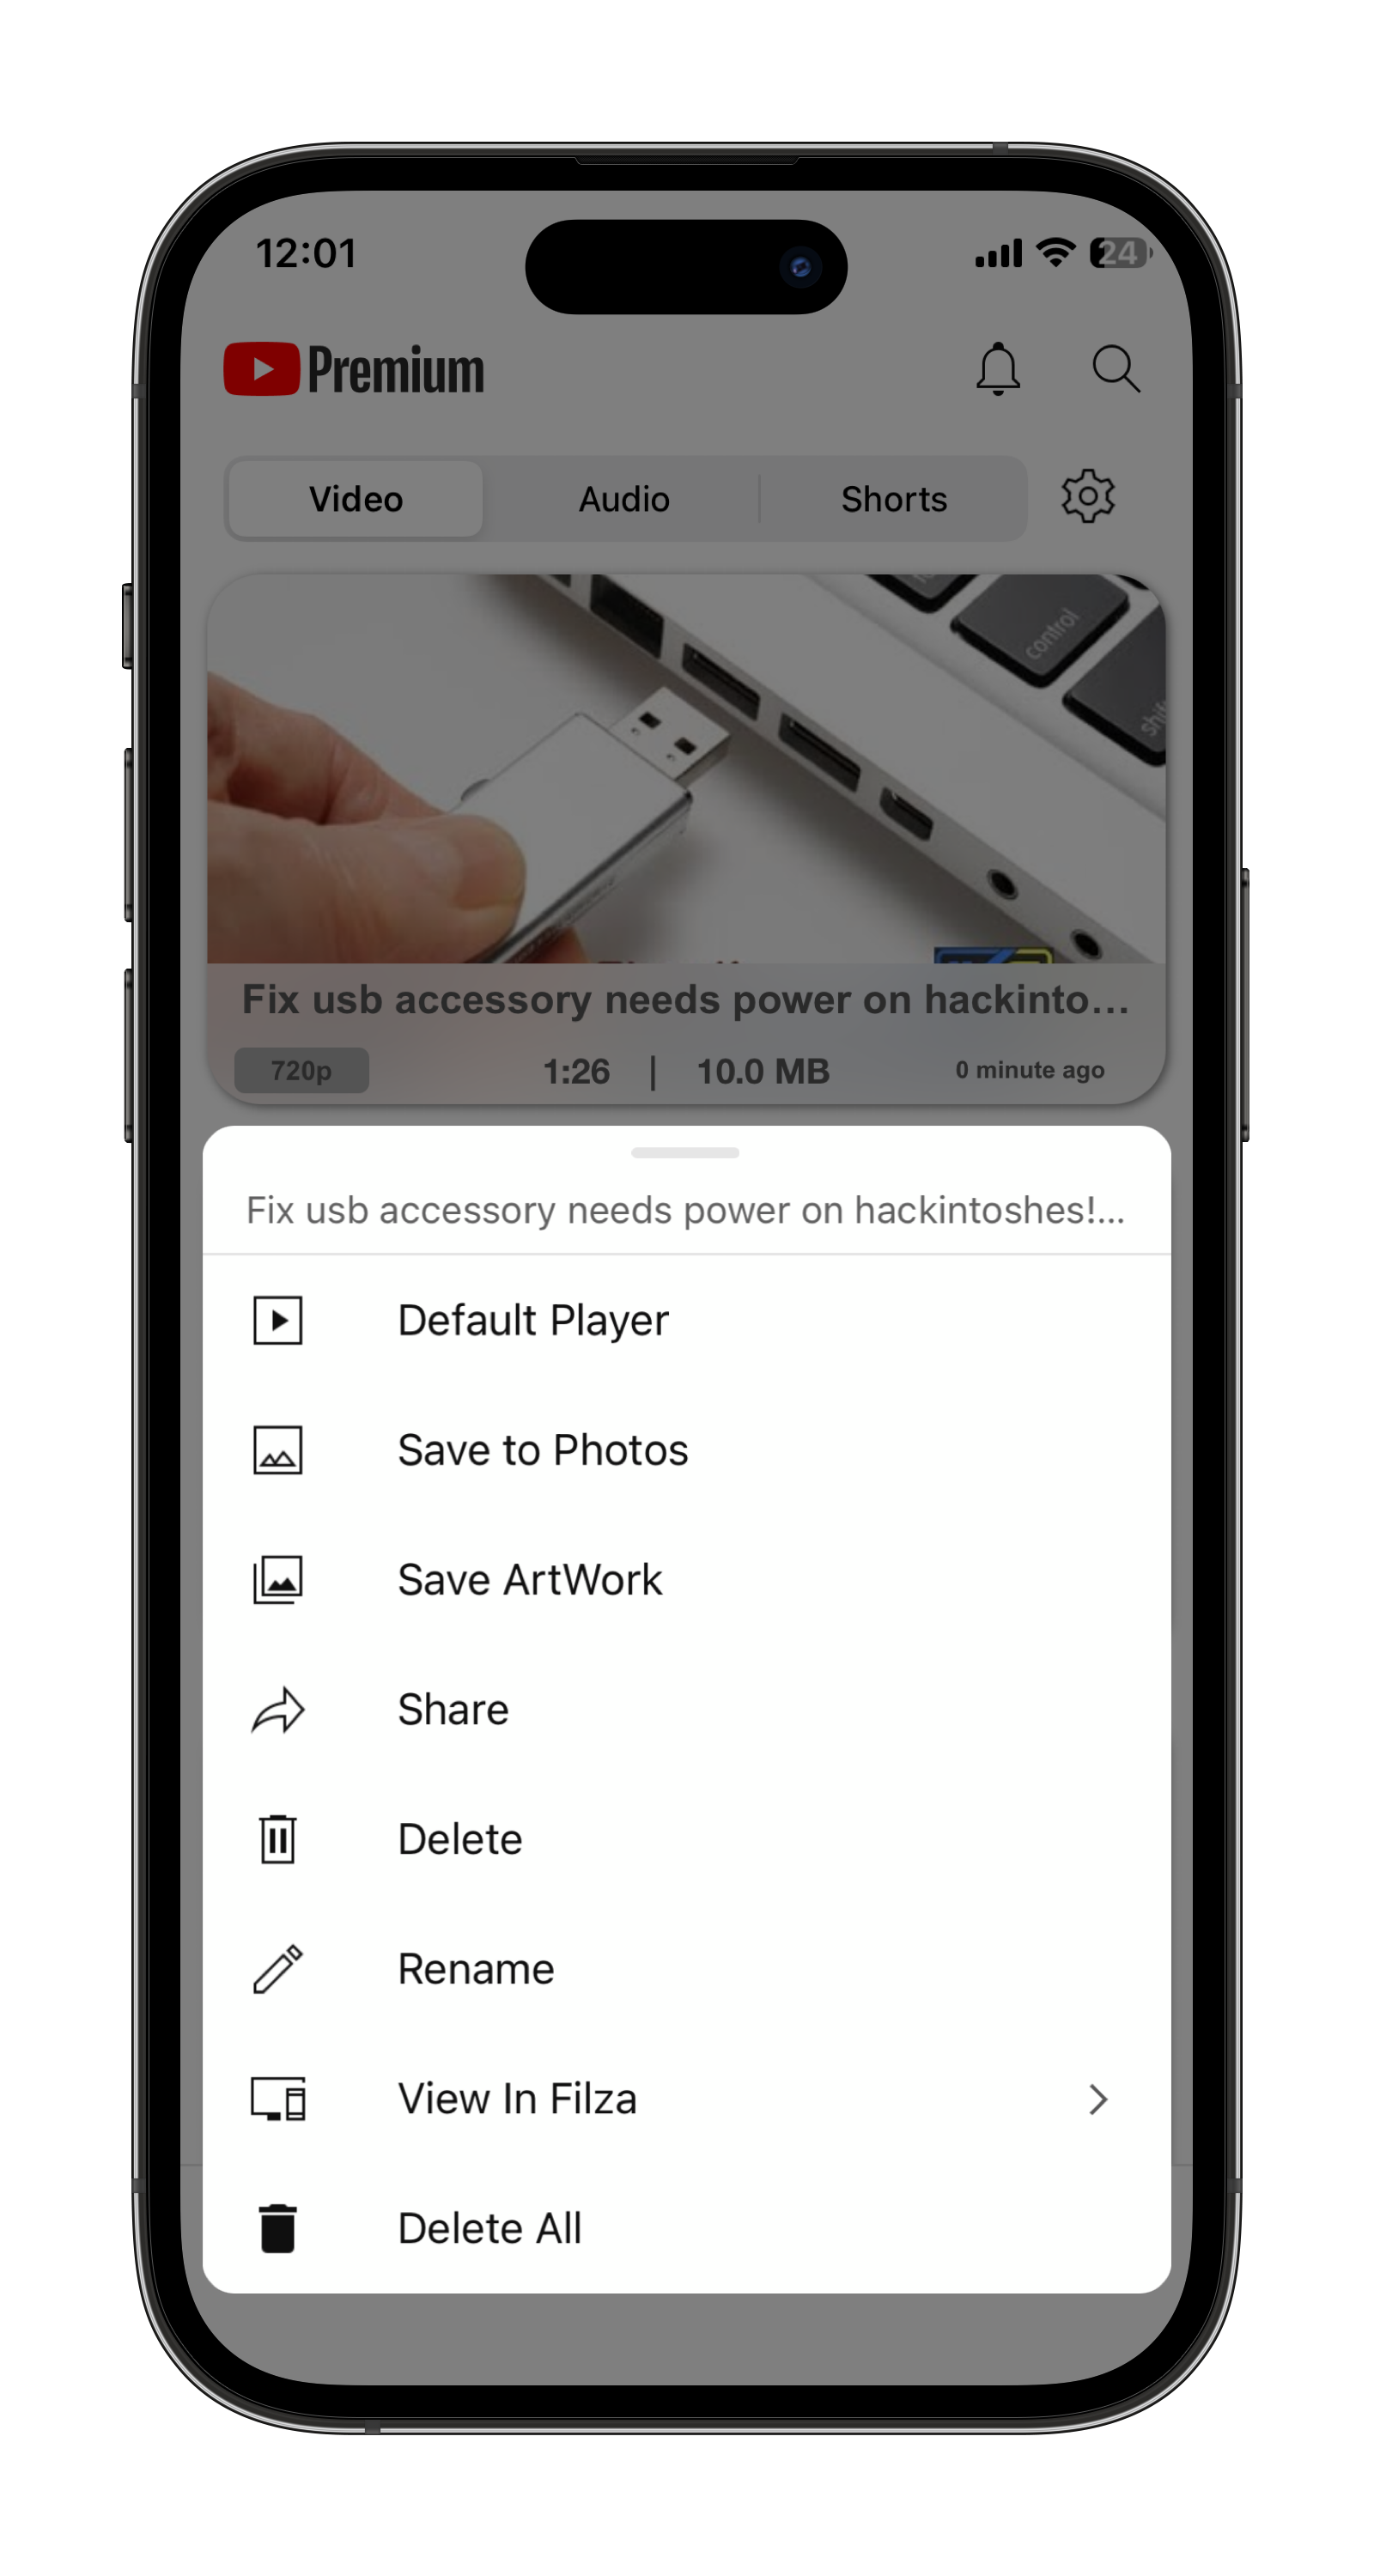 12:01
24
Premium
Video
Audio
Shorts
control
Fix usb accessory needs power on hackinto...
720p
1:26 | 10.0 MB
0 minute ago
Fix usb accessory needs power on hackintoshes!...
Default Player
Save to Photos
Save ArtWork
Share
Delete
Rename
View In Filza
Delete All